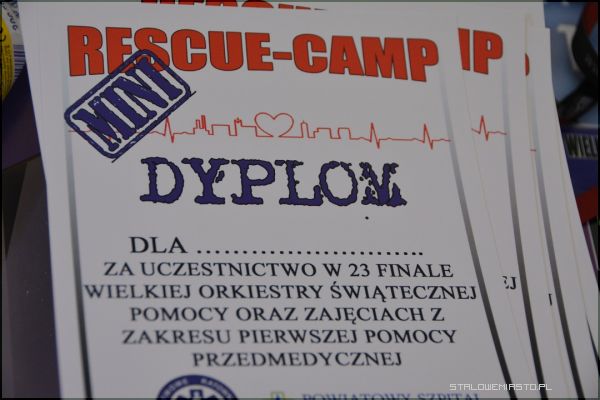 RESCUE-CAMP
MINI
DYPLOM
DLA ............................
ZA UCZESTNICTWO W 23 FINALE
WIELKIEJ ORKIESTRY ŚWIĄTECZNEJ
POMOCY ORAZ ZAJĘCIACH Z
ZAKRESU PIERWSZEJ POMOCY
PRZEDMEDYCZNEJ
POWIATOWY SZPITAL
STALOWEMIASTO.PL